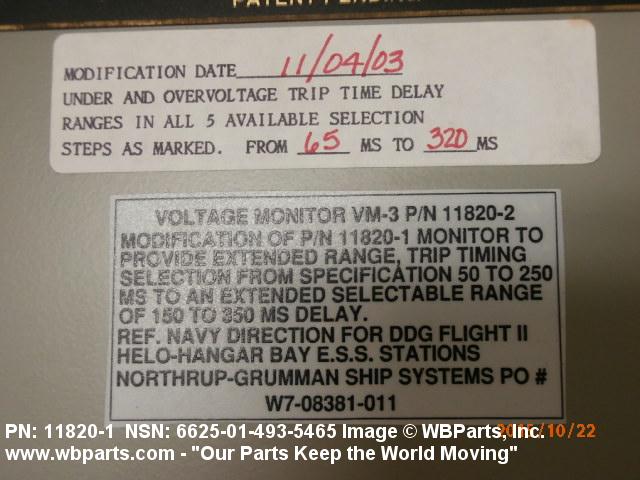 PATENT PENDING
MODIFICATION DATE 11/04/03
UNDER AND OVERVOLTAGE TRIP TIME DELAY
RANGES IN ALL 5 AVAILABLE SELECTION
STEPS AS MARKED. FROM 65 MS TO 320 MS
VOLTAGE MONITOR VM-3 P/N 11820-2
MODIFICATION OF P/N 11820-1 MONITOR TO
PROVIDE EXTENDED RANGE, TRIP TIMING
SELECTION FROM SPECIFICATION 50 TO 250
MS TO AN EXTENDED SELECTABLE RANGE
OF 150 TO 350 MS DELAY.
REF. NAVY DIRECTION FOR DDG FLIGHT II
HELO-HANGAR BAY E.S.S. STATIONS
NORTHRUP-GRUMMAN SHIP SYSTEMS PO #
W7-08381-011
PN: 11820-1 NSN: 6625-01-493-5465 Image © WBParts, Inc.
2015/10/22
www.wbparts.com - "Our Parts Keep the World Moving"